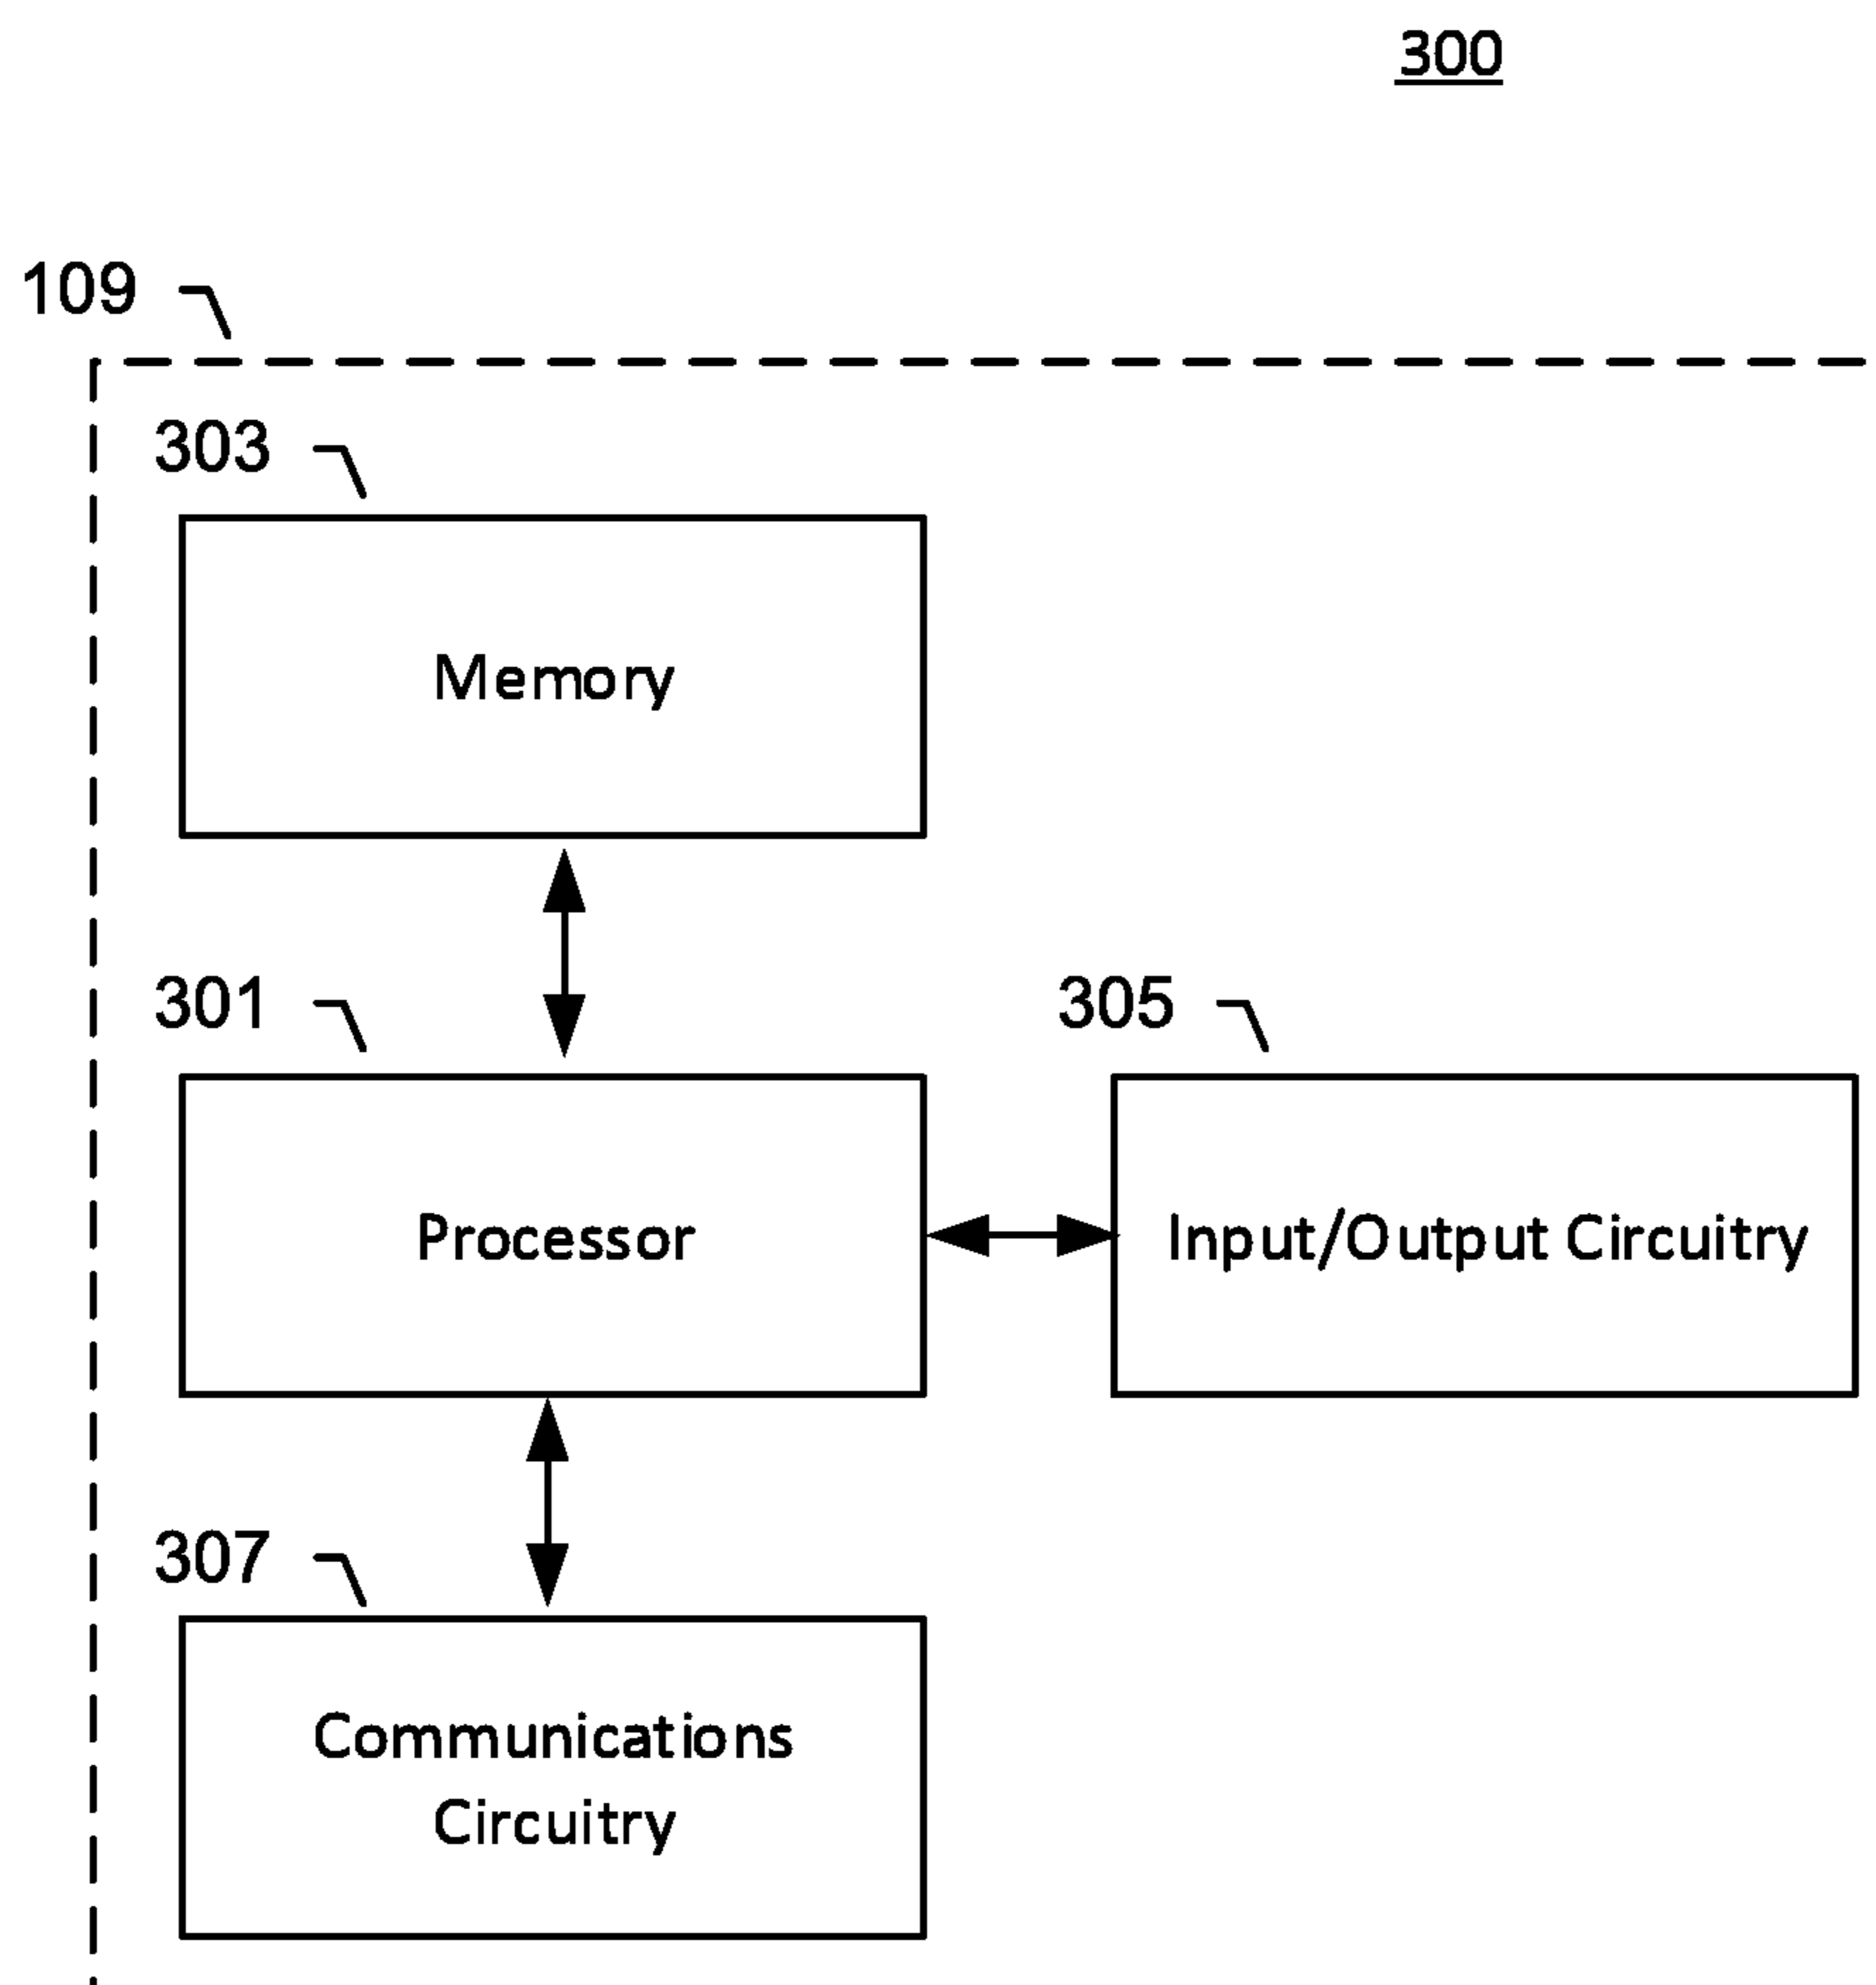 300
109
303
Memory
301
305
Processor
Input/Output Circuitry
307
Communications
Circuitry